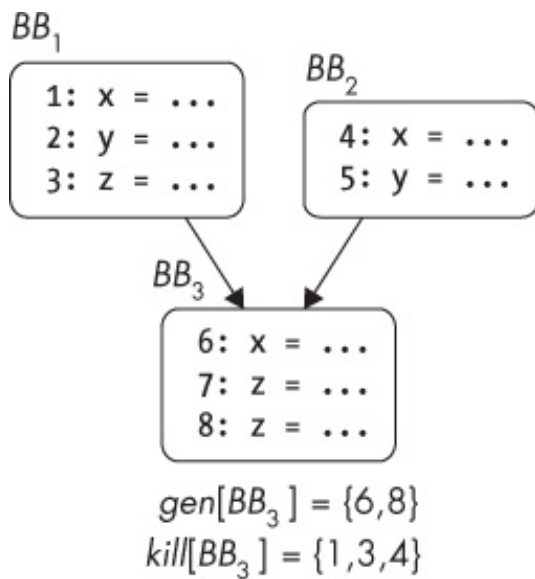 BB₁
1: x = ...
2: y = ...
3: z = ...
BB₂
4: x = ...
5: y = ...
BB₃
6: x = ...
7: z = ...
8: z = ...
gen[BB₃] = {6,8}
kill[BB₃] = {1,3,4}